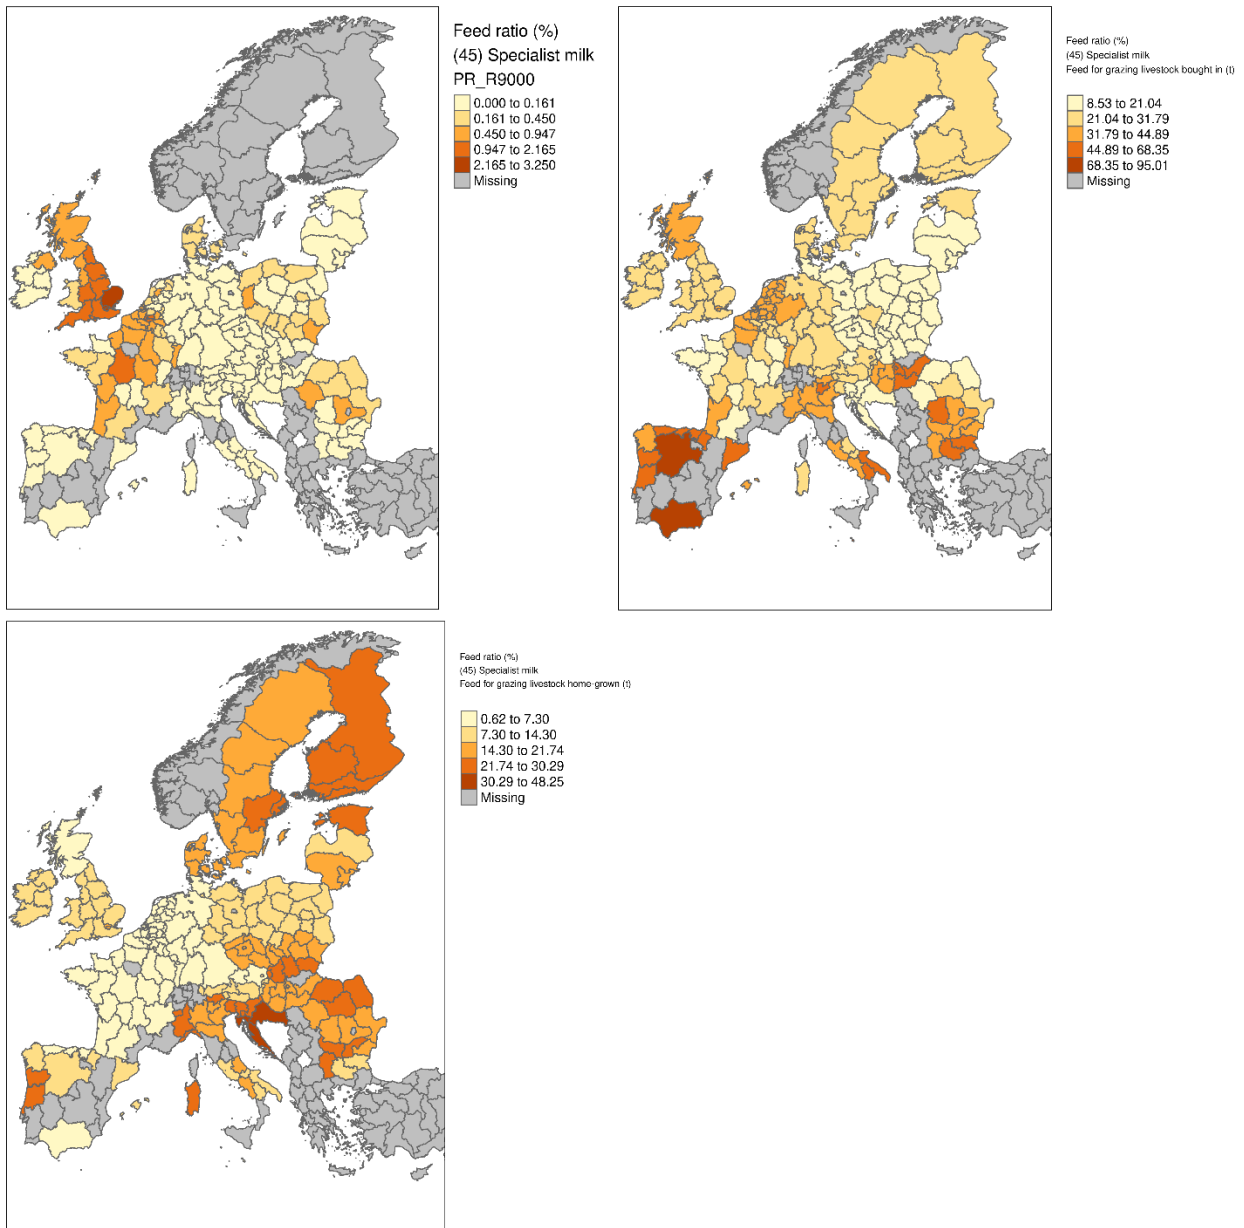 Feed ratio (%)
(45) Specialist milk
PR_R9000
0.000 to 0.161
0.161 to 0.450
0.450 to 0.947
0.947 to 2.165
2.165 to 3.250
Missing
Feed ratio (%)
(45) Specialist milk
Feed for grazing livestock bought in (t)
8.53 to 21.04
21.04 to 31.79
31.79 to 44.89
44.89 to 68.35
68.35 to 95.01
Missing
Feed ratio (%)
(45) Specialist milk
Feed for grazing livestock home-grown (t)
0.62 to 7.30
7.30 to 14.30
14.30 to 21.74
21.74 to 30.29
30.29 to 48.25
Missing